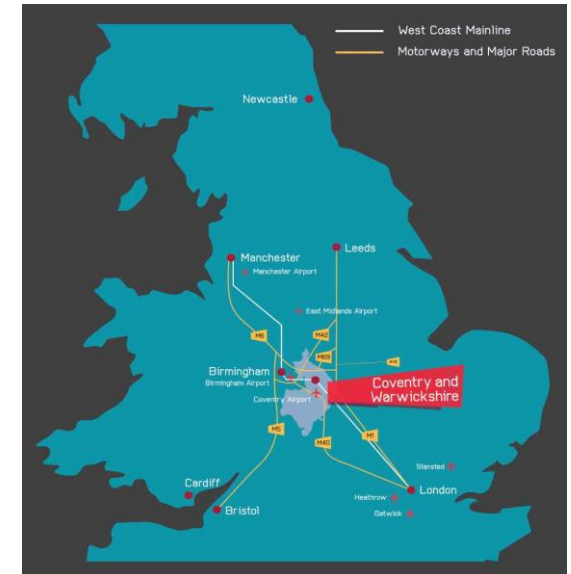 West Coast Mainline
Motorways and Major Roads
Newcastle
Leeds
Manchester
Manchester Airport
East Midlands Airport
M6
M42
M69
A14
Birmingham
Birmingham Airport
Coventry and
Warwickshire
Coventry Airport
M5
M40
M1
Stansted
Cardiff
London
Heathrow
Bristol
Gatwick